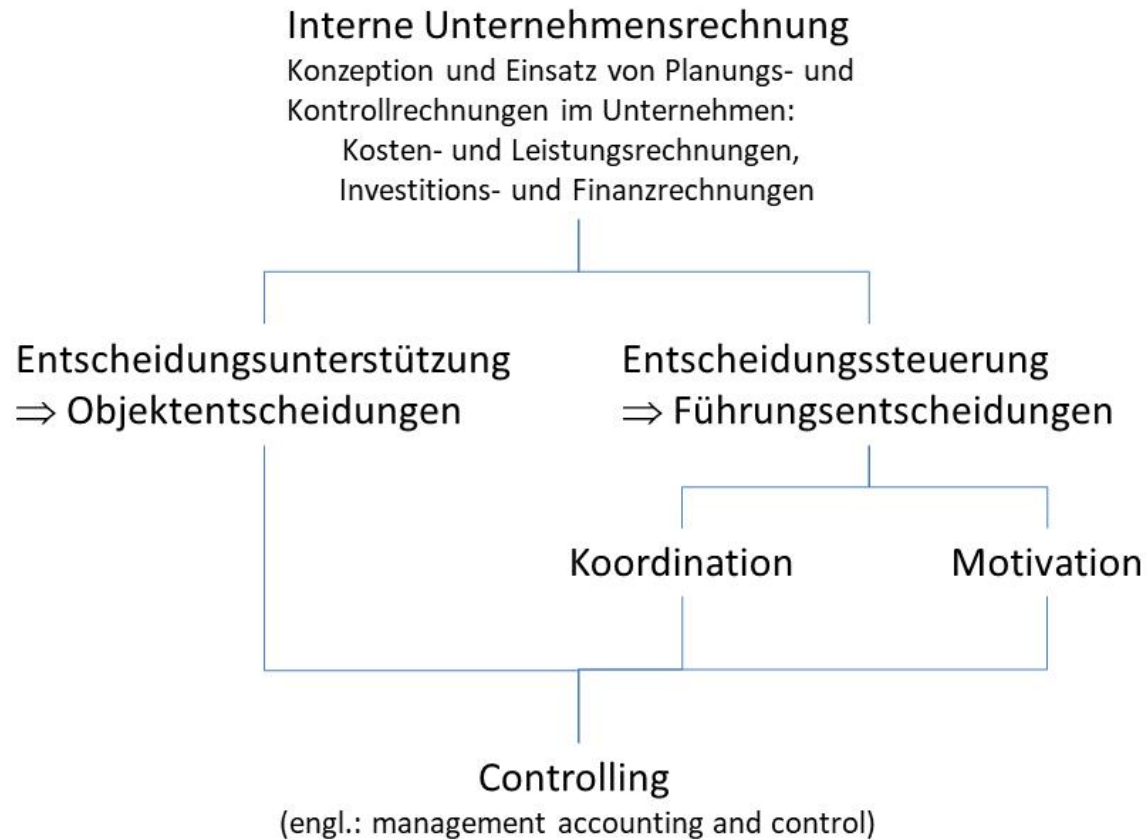 Interne Unternehmensrechnung
Konzeption und Einsatz von Planungs- und
Kontrollrechnungen im Unternehmen:
Kosten- und Leistungsrechnungen,
Investitions- und Finanzrechnungen
Entscheidungsunterstützung
⇒ Objektentscheidungen
Entscheidungssteuerung
⇒ Führungsentscheidungen
Koordination
Motivation
Controlling
(engl.: management accounting and control)